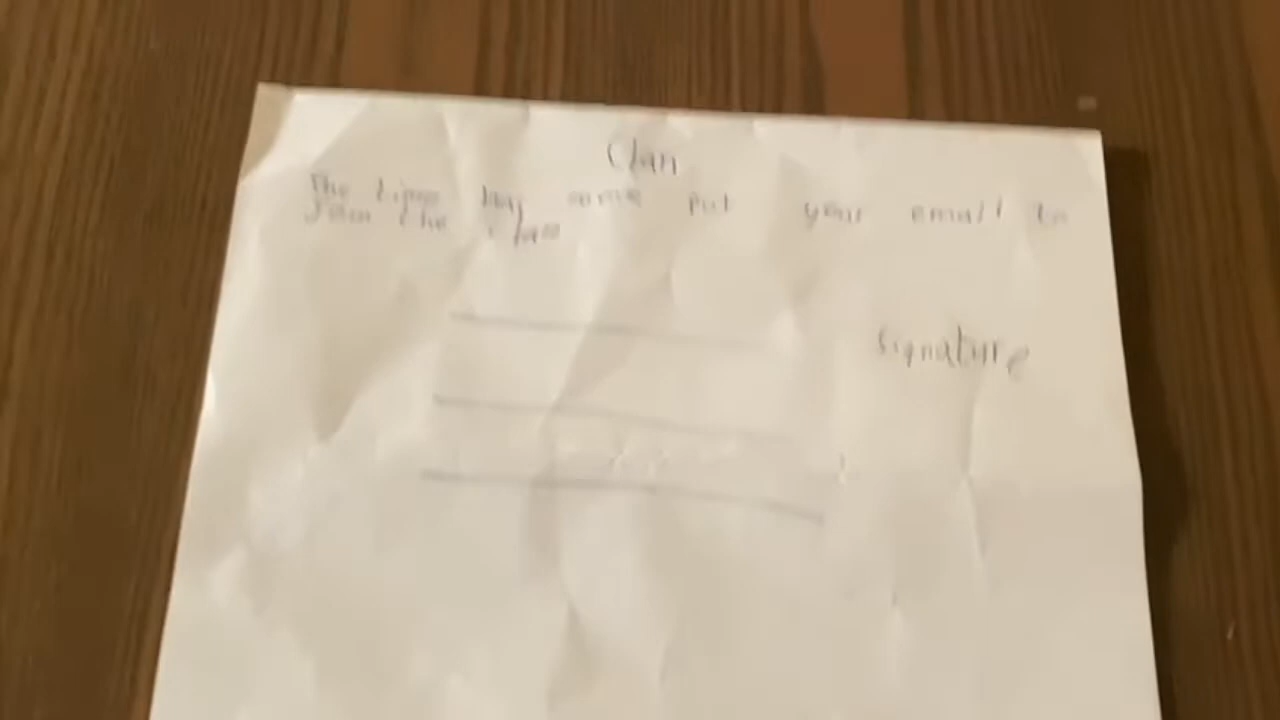 Clan
The time has come put your email to
Join the clan
signature